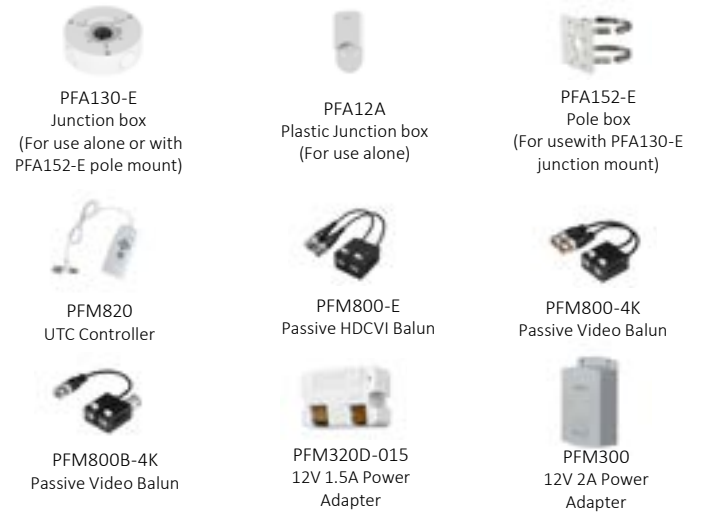 PFA130-E
Junction box
(For use alone or with
PFA152-E pole mount)
PFA12A
Plastic Junction box
(For use alone)
PFA152-E
Pole box
(For usewith PFA130-E
junction mount)
PFM820
UTC Controller
PFM800-E
Passive HDCVI Balun
PFM800-4K
Passive Video Balun
PFM800B-4K
Passive Video Balun
PFM320D-015
12V 1.5A Power
Adapter
PFM300
12V 2A Power
Adapter